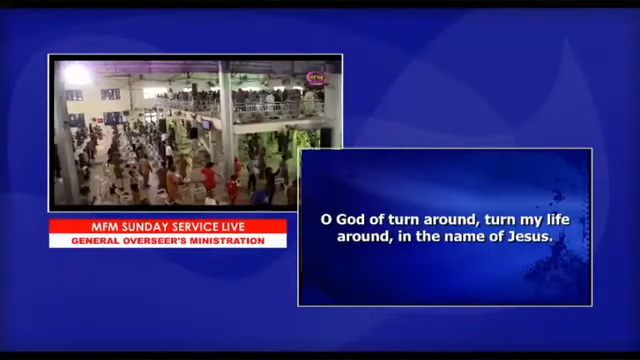 MFM
MFM SUNDAY SERVICE LIVE
GENERAL OVERSEER'S MINISTRATION
O God of turn around, turn my life
around, in the name of Jesus.